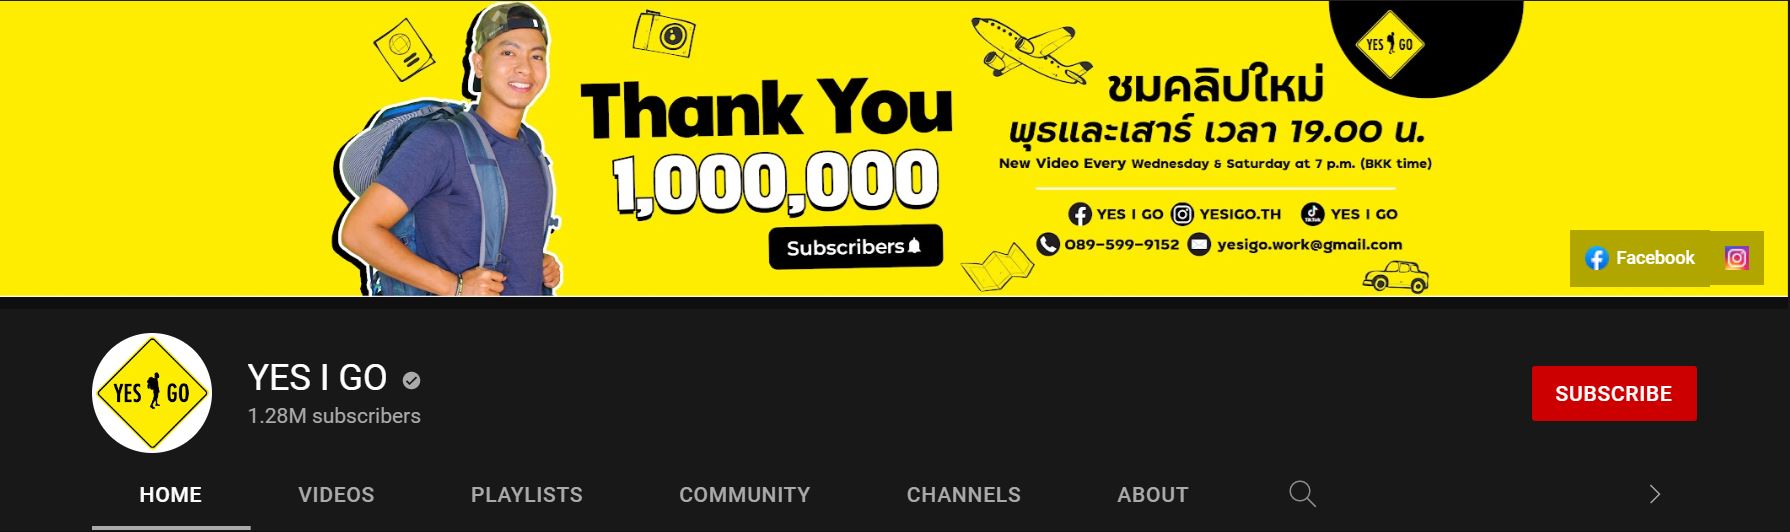 YES GO
Thank You
1,000,000
Subscribers
ชมคลิปใหม่
พุธและเสาร์ เวลา 19.00 น.
New Video Every Wednesday & Saturday at 7 p.m. (BKK time)
YES I GO YESIGO.TH TikTok YES I GO
089-599-9152 yesigo.work@gmail.com
Facebook
YES GO
YES I GO
1.28M subscribers
SUBSCRIBE
HOME VIDEOS PLAYLISTS COMMUNITY CHANNELS ABOUT